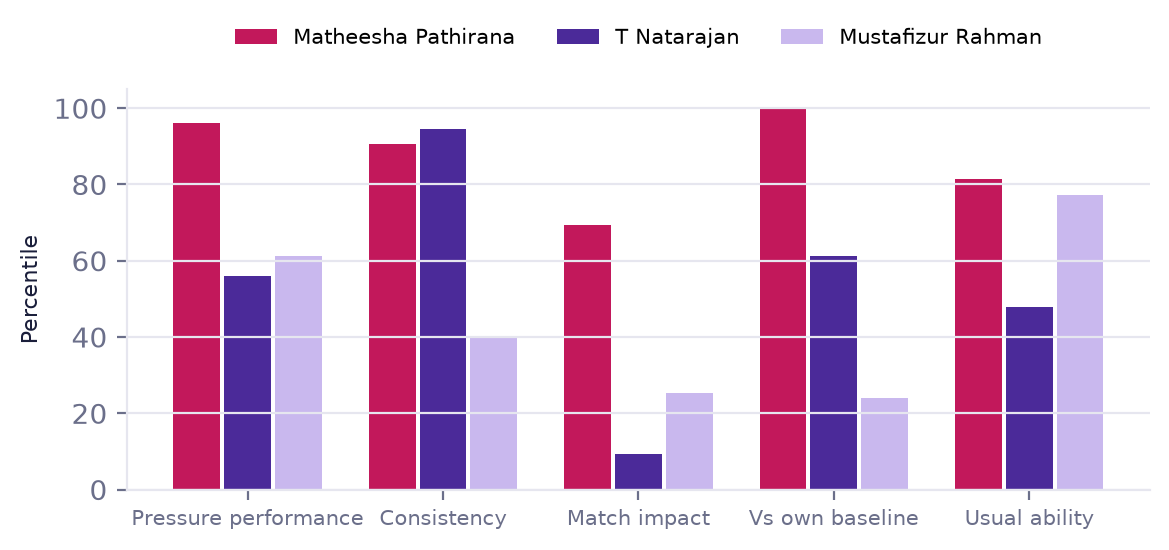 Matheesha Pathirana T Natarajan Mustafizur Rahman
100
80
60
40
20
0
Percentile
Pressure performance Consistency Match impact Vs own baseline Usual ability